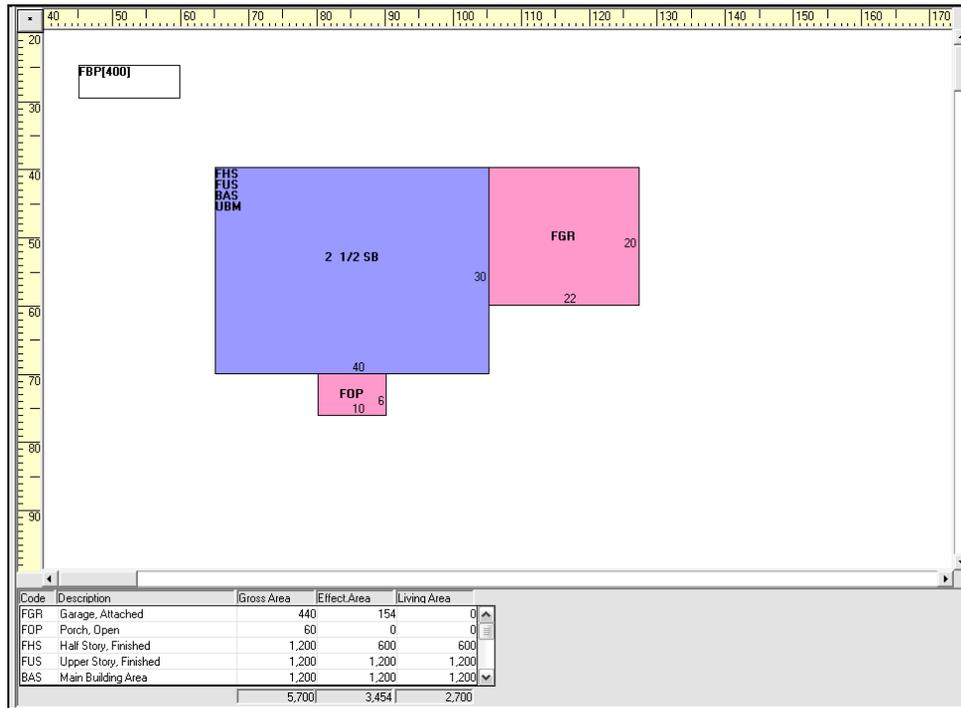 40 50 60 70 80 90 100 110 120 130 140 150 160 170
20
FBP[400]
30
40
FHS
FUS
BAS
UBM
FGR
50
20
2 1/2 SB
30
22
60
40
70
FOP
6
10
80
90
Code Description Gross Area Effect.Area Living Area
FGR Garage, Attached 440 154 0
FOP Porch, Open 60 0 0
FHS Half Story, Finished 1,200 600 600
FUS Upper Story, Finished 1,200 1,200 1,200
BAS Main Building Area 1,200 1,200 1,200
5,700 3,454 2,700